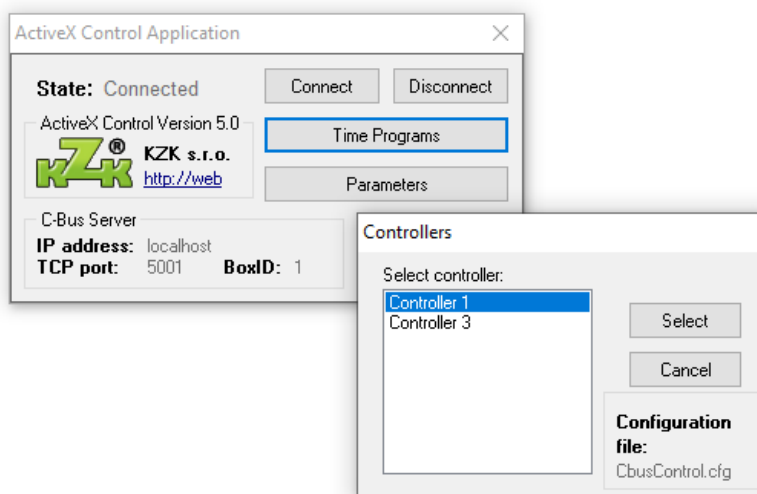 ActiveX Control Application
State: Connected
Connect
Disconnect
ActiveX Control Version 5.0
KZK®
KZK s.r.o.
http://web
Time Programs
Parameters
C-Bus Server
IP address: localhost
TCP port: 5001 BoxID: 1
Controllers
Select controller:
Controller 1
Controller 3
Select
Cancel
Configuration
file:
CbusControl.cfg